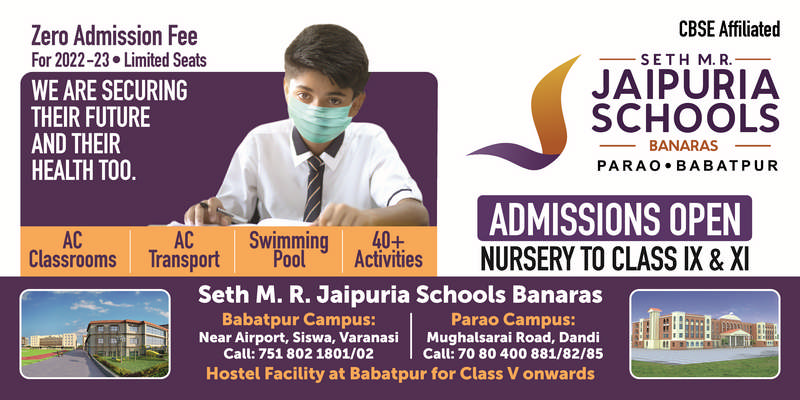 Zero Admission Fee
For 2022-23 • Limited Seats
WE ARE SECURING
THEIR FUTURE
AND THEIR
HEALTH TOO.
AC
Classrooms
AC
Transport
Swimming
Pool
40+
Activities
CBSE Affiliated
SETH M. R.
JAIPURIA
SCHOOLS
BANARAS
PARAO • BABATPUR
ADMISSIONS OPEN
NURSERY TO CLASS IX & XI
Seth M. R. Jaipuria Schools Banaras
Babatpur Campus:
Near Airport, Siswa, Varanasi
Call: 751 802 1801/02
Parao Campus:
Mughalsarai Road, Dandi
Call: 70 80 400 881/82/85
Hostel Facility at Babatpur for Class V onwards